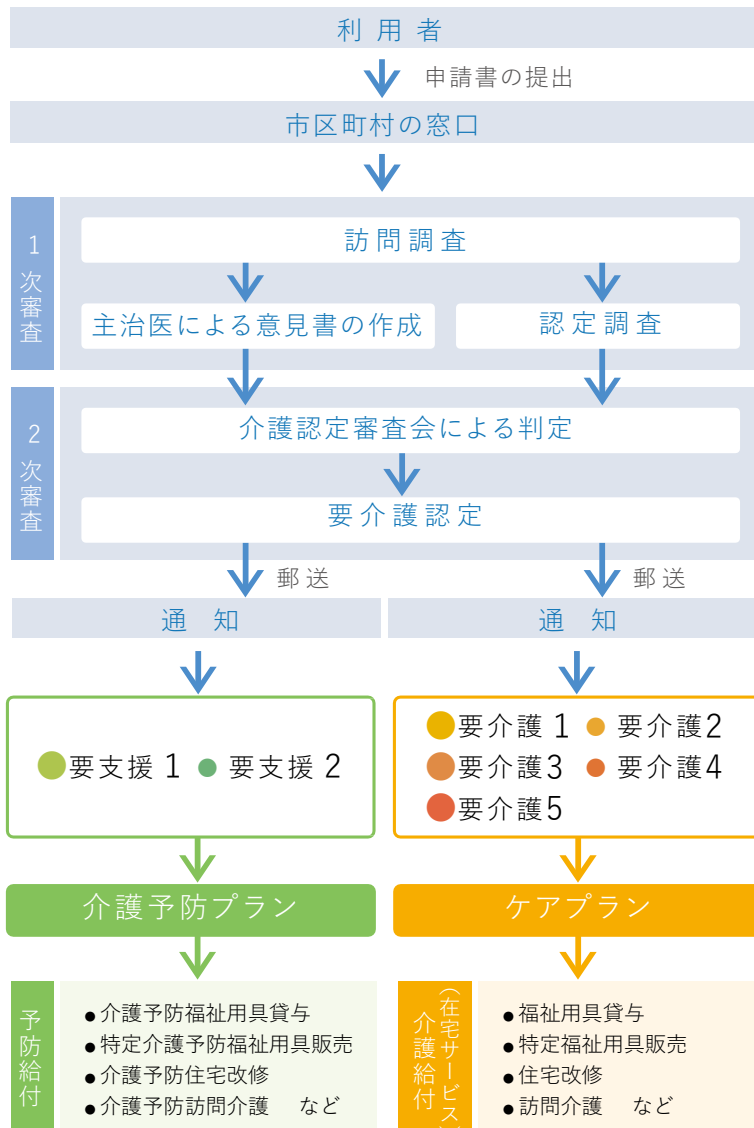 利用者
申請書の提出
市区町村の窓口
1次審査
訪問調査
主治医による意見書の作成
認定調査
2次審査
介護認定審査会による判定
要介護認定
郵送
郵送
通 知
通 知
●要支援1 ●要支援2
●要介護1 ●要介護2
●要介護3 ●要介護4
●要介護5
介護予防プラン
ケアプラン
予防給付
●介護予防福祉用具貸与
●特定介護予防福祉用具販売
●介護予防住宅改修
●介護予防訪問介護 など
介護給付
(在宅サービス)
●福祉用具貸与
●特定福祉用具販売
●住宅改修
●訪問介護 など